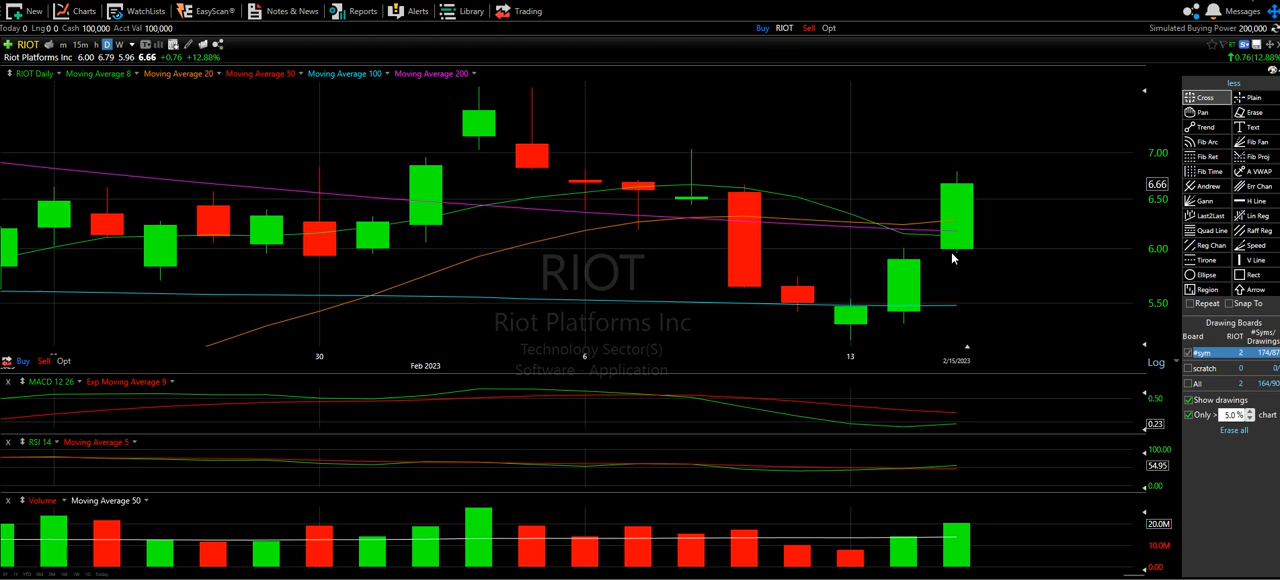 New Charts WatchLists EasyScan® Notes & News Reports Alerts Library Trading Messages
Today 0 Lng 0 0 Cash 100,000 Acct Val 100,000 Buy RIOT Sell Opt Simulated Buying Power 200,000
RIOT m 15m h D W
Riot Platforms Inc 6.00 6.79 5.96 6.66 +0.76 +12.88% 0.76(12.88%
RIOT Daily Moving Average 8 Moving Average 20 Moving Average 50 Moving Average 100 Moving Average 200
7.00
6.66
6.50
6.00
5.50
RIOT
Riot Platforms Inc
Technology Sector(S)
Software - Application
30 6 13
Buy Sell Opt Feb 2023 2/15/2023 Log
MACD 12 26 Exp Moving Average 9
0.50
0.23
RSI 14 Moving Average 5
100.00
54.95
0.00
Volume Moving Average 50
20.0M
10.0M
0.00
less
Cross Plain
Pan Erase
Trend Text
Fib Arc Fib Fan
Fib Ret Fib Proj
Fib Time A VWAP
Andrew Err Chan
Gann H Line
Last2Last Lin Reg
Quad Line Raff Reg
Reg Chan Speed
Tirone V Line
Ellipse Rect
Region Arrow
Repeat Snap To
Drawing Boards
Board RIOT #Syms/
Drawings
#sym 2 174/87
scratch 0 0/
All 2 164/90
Show drawings
Only > 5.0 % chart
Erase all